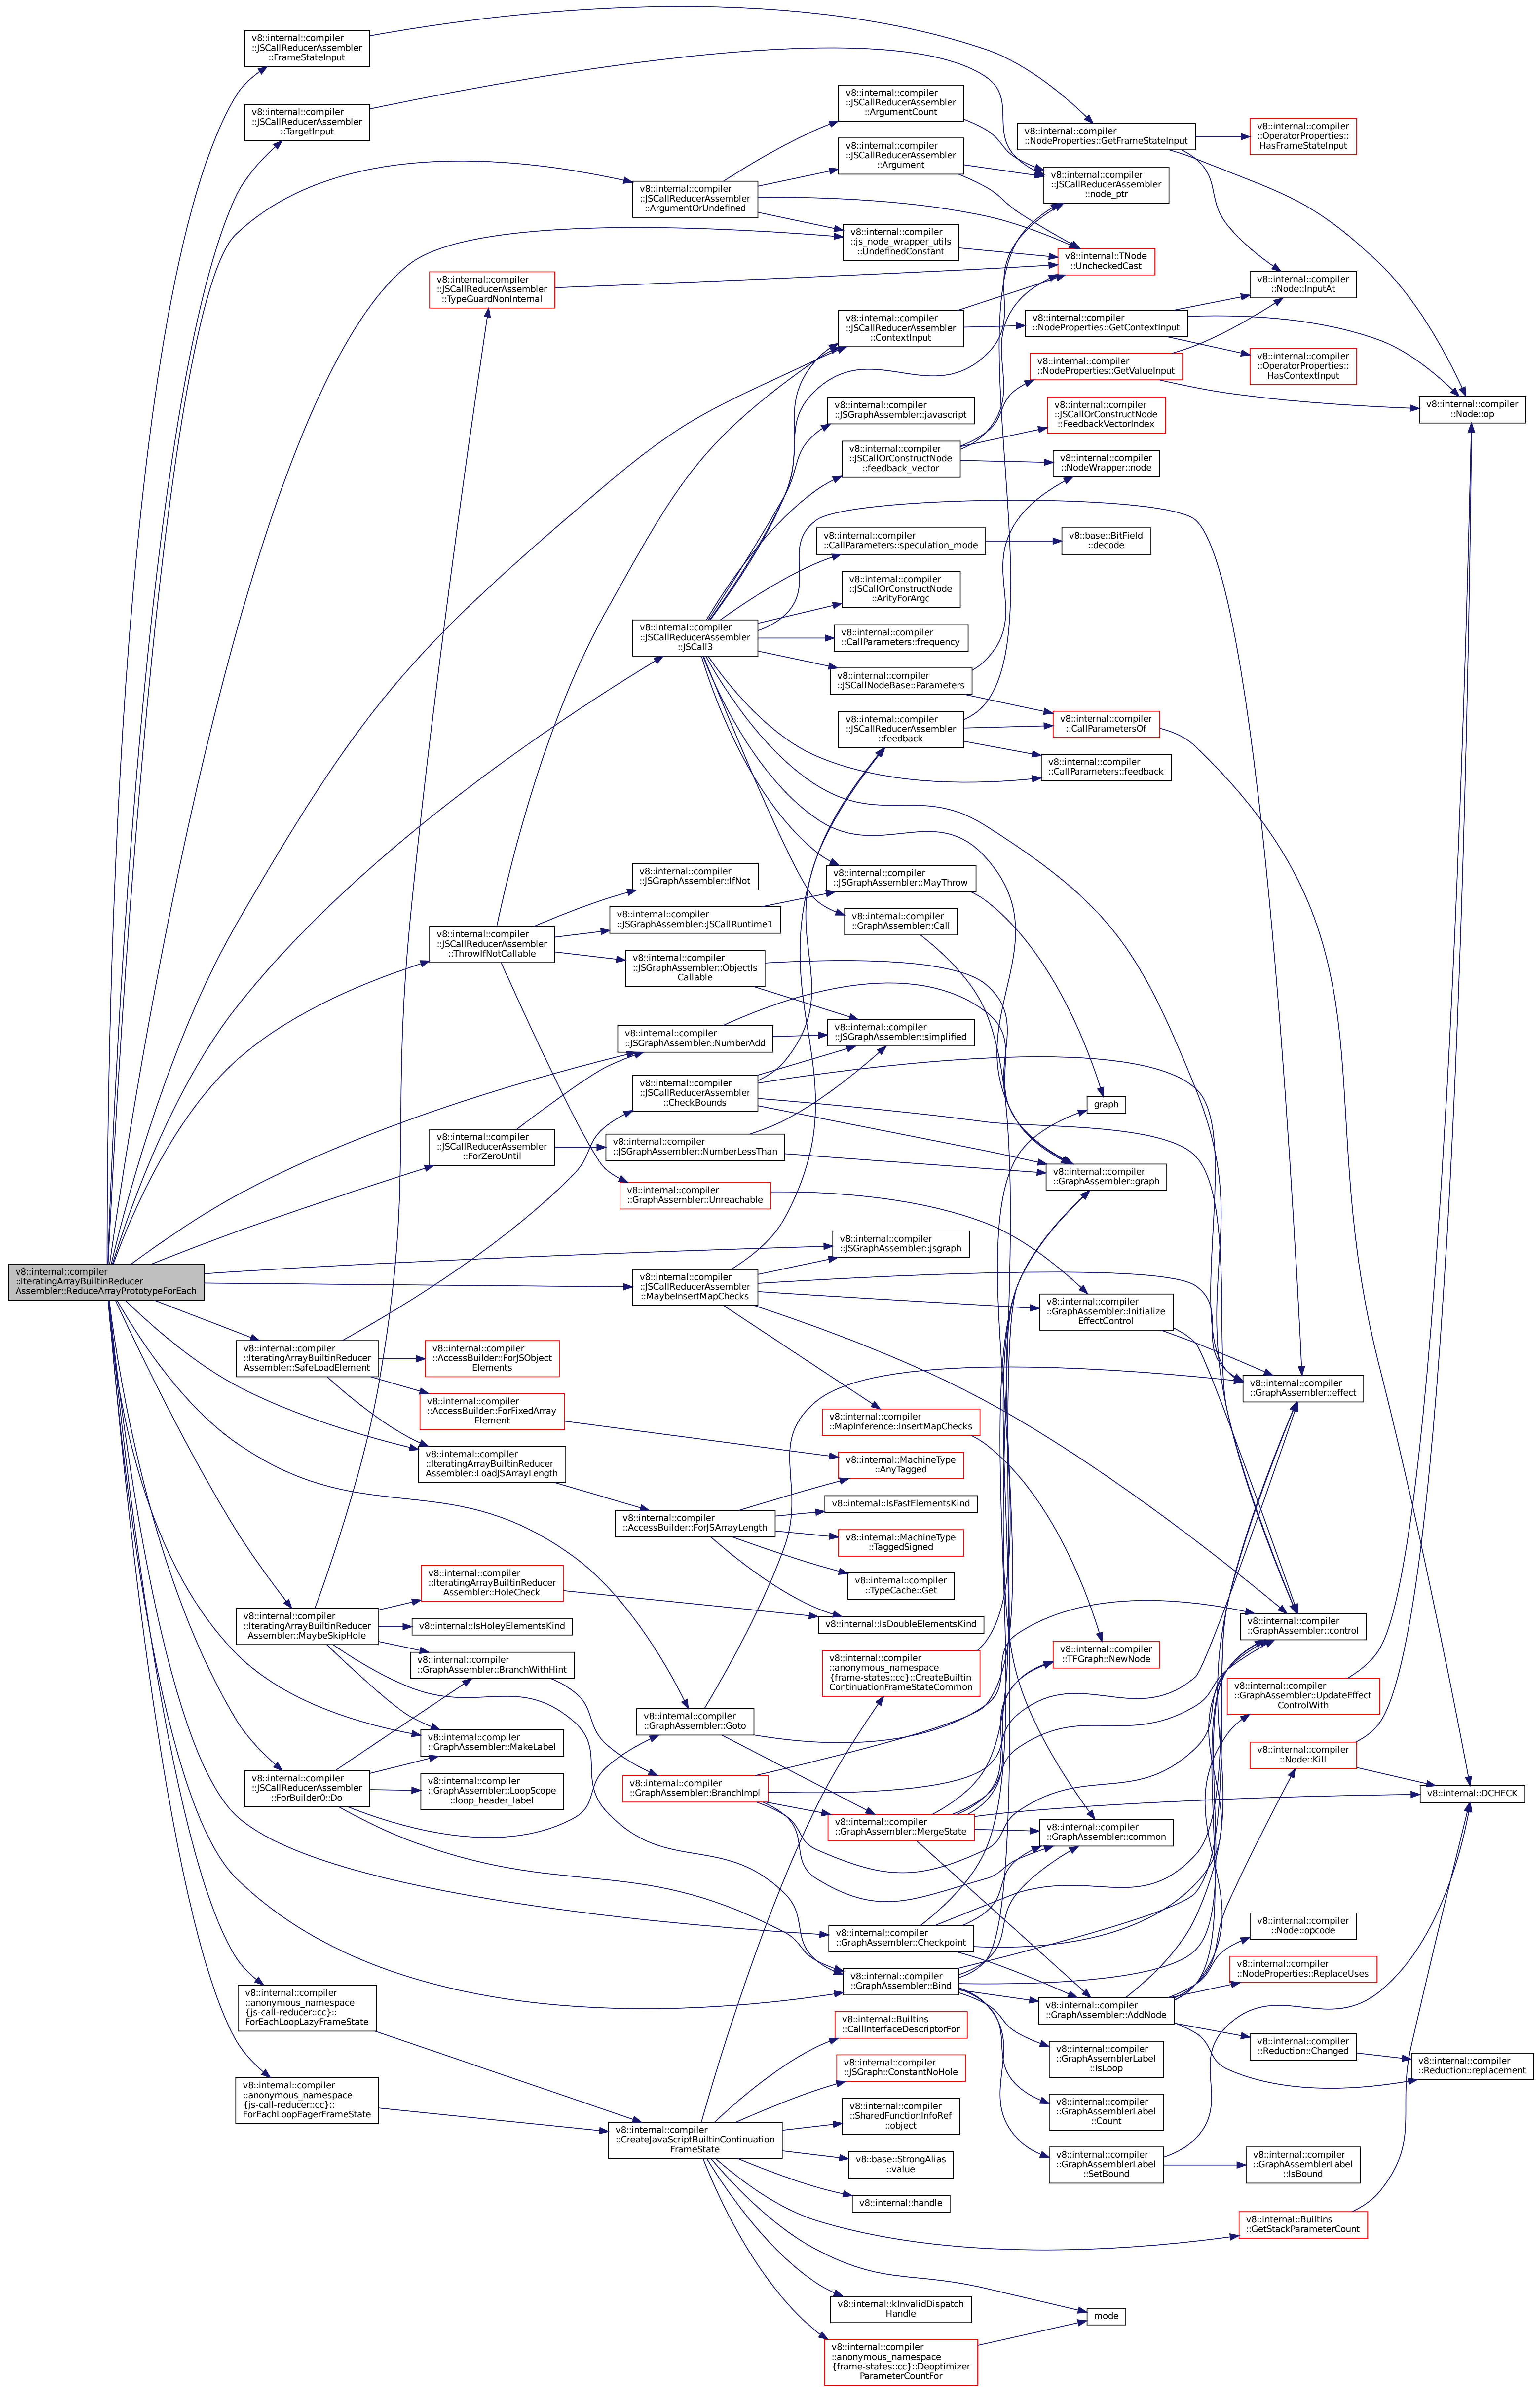 v8::internal::compiler
::JSCallReducerAssembler
::FrameStateInput
v8::internal::compiler
::JSCallReducerAssembler
::TargetInput
v8::internal::compiler
::JSCallReducerAssembler
::ArgumentCount
v8::internal::compiler
::NodeProperties::GetFrameStateInput
v8::internal::compiler
::OperatorProperties::
HasFrameStateInput
v8::internal::compiler
::JSCallReducerAssembler
::Argument
v8::internal::compiler
::JSCallReducerAssembler
::node_ptr
v8::internal::compiler
::JSCallReducerAssembler
::ArgumentOrUndefined
v8::internal::compiler
::js_node_wrapper_utils
::UndefinedConstant
v8::internal::TNode
::UncheckedCast
v8::internal::compiler
::JSCallReducerAssembler
::TypeGuardNonInternal
v8::internal::compiler
::Node::InputAt
v8::internal::compiler
::JSCallReducerAssembler
::ContextInput
v8::internal::compiler
::NodeProperties::GetContextInput
v8::internal::compiler
::NodeProperties::GetValueInput
v8::internal::compiler
::OperatorProperties::
HasContextInput
v8::internal::compiler
::Node::op
v8::internal::compiler
::JSGraphAssembler::javascript
v8::internal::compiler
::JSCallOrConstructNode
::FeedbackVectorIndex
v8::internal::compiler
::JSCallOrConstructNode
::feedback_vector
v8::internal::compiler
::NodeWrapper::node
v8::internal::compiler
::CallParameters::speculation_mode
v8::base::BitField
::decode
v8::internal::compiler
::JSCallOrConstructNode
::ArityForArgc
v8::internal::compiler
::JSCallReducerAssembler
::JSCall3
v8::internal::compiler
::CallParameters::frequency
v8::internal::compiler
::JSCallNodeBase::Parameters
v8::internal::compiler
::JSCallReducerAssembler
::feedback
v8::internal::compiler
::CallParametersOf
v8::internal::compiler
::CallParameters::feedback
v8::internal::compiler
::JSGraphAssembler::IfNot
v8::internal::compiler
::JSGraphAssembler::MayThrow
v8::internal::compiler
::JSGraphAssembler::JSCallRuntime1
v8::internal::compiler
::GraphAssembler::Call
v8::internal::compiler
::JSCallReducerAssembler
::ThrowIfNotCallable
v8::internal::compiler
::JSGraphAssembler::ObjectIs
Callable
v8::internal::compiler
::JSGraphAssembler::NumberAdd
v8::internal::compiler
::JSGraphAssembler::simplified
v8::internal::compiler
::JSCallReducerAssembler
::CheckBounds
graph
v8::internal::compiler
::JSCallReducerAssembler
::ForZeroUntil
v8::internal::compiler
::JSGraphAssembler::NumberLessThan
v8::internal::compiler
::GraphAssembler::graph
v8::internal::compiler
::GraphAssembler::Unreachable
v8::internal::compiler
::JSGraphAssembler::jsgraph
v8::internal::compiler
::IteratingArrayBuiltinReducer
Assembler::ReduceArrayPrototypeForEach
v8::internal::compiler
::JSCallReducerAssembler
::MaybeInsertMapChecks
v8::internal::compiler
::GraphAssembler::Initialize
EffectControl
v8::internal::compiler
::IteratingArrayBuiltinReducer
Assembler::SafeLoadElement
v8::internal::compiler
::AccessBuilder::ForJSObject
Elements
v8::internal::compiler
::GraphAssembler::effect
v8::internal::compiler
::AccessBuilder::ForFixedArray
Element
v8::internal::compiler
::MapInference::InsertMapChecks
v8::internal::compiler
::IteratingArrayBuiltinReducer
Assembler::LoadJSArrayLength
v8::internal::MachineType
::AnyTagged
v8::internal::IsFastElementsKind
v8::internal::compiler
::AccessBuilder::ForJSArrayLength
v8::internal::MachineType
::TaggedSigned
v8::internal::compiler
::TypeCache::Get
v8::internal::compiler
::IteratingArrayBuiltinReducer
Assembler::HoleCheck
v8::internal::IsDoubleElementsKind
v8::internal::compiler
::IteratingArrayBuiltinReducer
Assembler::MaybeSkipHole
v8::internal::IsHoleyElementsKind
v8::internal::compiler
::GraphAssembler::control
v8::internal::compiler
::GraphAssembler::BranchWithHint
v8::internal::compiler
::TFGraph::NewNode
v8::internal::compiler
::anonymous_namespace
{frame-states::cc}::CreateBuiltin
ContinuationFrameStateCommon
v8::internal::compiler
::GraphAssembler::UpdateEffect
ControlWith
v8::internal::compiler
::GraphAssembler::Goto
v8::internal::compiler
::GraphAssembler::MakeLabel
v8::internal::compiler
::Node::Kill
v8::internal::compiler
::JSCallReducerAssembler
::ForBuilder0::Do
v8::internal::compiler
::GraphAssembler::LoopScope
::loop_header_label
v8::internal::compiler
::GraphAssembler::BranchImpl
v8::internal::DCHECK
v8::internal::compiler
::GraphAssembler::MergeState
v8::internal::compiler
::GraphAssembler::common
v8::internal::compiler
::GraphAssembler::Checkpoint
v8::internal::compiler
::Node::opcode
v8::internal::compiler
::NodeProperties::ReplaceUses
v8::internal::compiler
::GraphAssembler::Bind
v8::internal::compiler
::anonymous_namespace
{js-call-reducer::cc}::
ForEachLoopLazyFrameState
v8::internal::compiler
::GraphAssembler::AddNode
v8::internal::compiler
::Reduction::Changed
v8::internal::compiler
::Reduction::replacement
v8::internal::compiler
::GraphAssemblerLabel
::IsLoop
v8::internal::Builtins
::CallInterfaceDescriptorFor
v8::internal::compiler
::JSGraph::ConstantNoHole
v8::internal::compiler
::anonymous_namespace
{js-call-reducer::cc}::
ForEachLoopEagerFrameState
v8::internal::compiler
::GraphAssemblerLabel
::Count
v8::internal::compiler
::SharedFunctionInfoRef
::object
v8::internal::compiler
::CreateJavaScriptBuiltinContinuation
FrameState
v8::base::StrongAlias
::value
v8::internal::compiler
::GraphAssemblerLabel
::SetBound
v8::internal::compiler
::GraphAssemblerLabel
::IsBound
v8::internal::handle
v8::internal::Builtins
::GetStackParameterCount
v8::internal::kInvalidDispatch
Handle
mode
v8::internal::compiler
::anonymous_namespace
{frame-states::cc}::Deoptimizer
ParameterCountFor